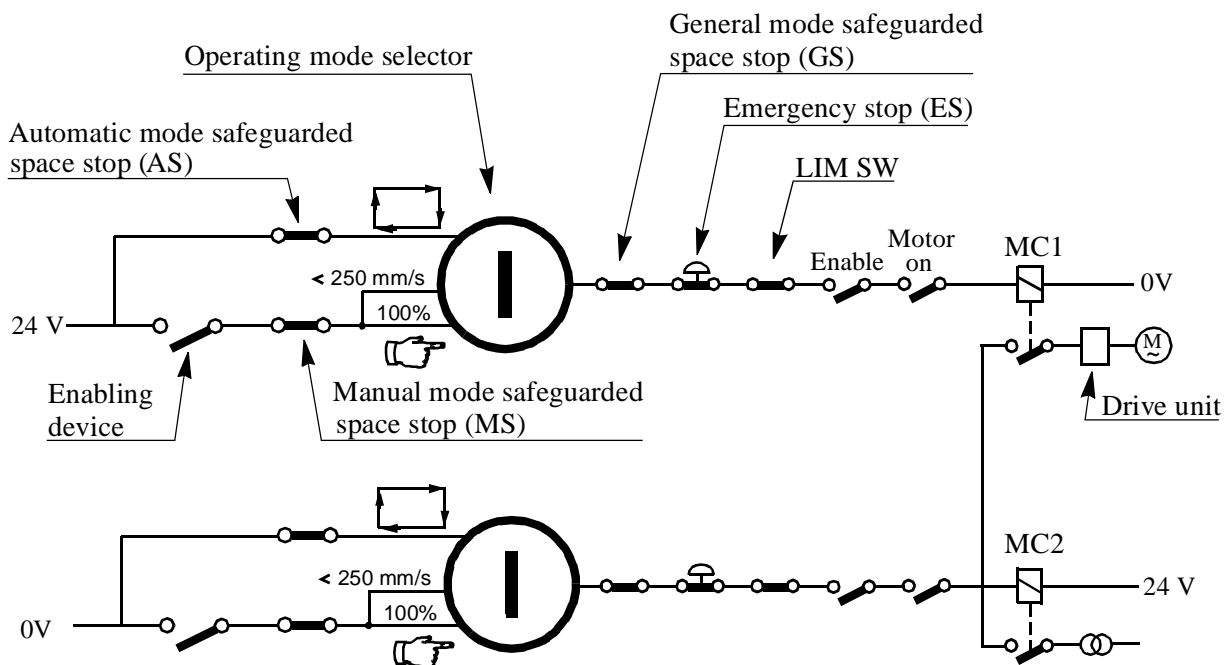 General mode safeguarded
space stop (GS)
Operating mode selector
Emergency stop (ES)
Automatic mode safeguarded
space stop (AS)
LIM SW
Enable
Motor
on
MC1
< 250 mm/s
0V
24 V
100%
M
~
Enabling
device
Manual mode safeguarded
space stop (MS)
Drive unit
MC2
< 250 mm/s
24 V
100%
0V